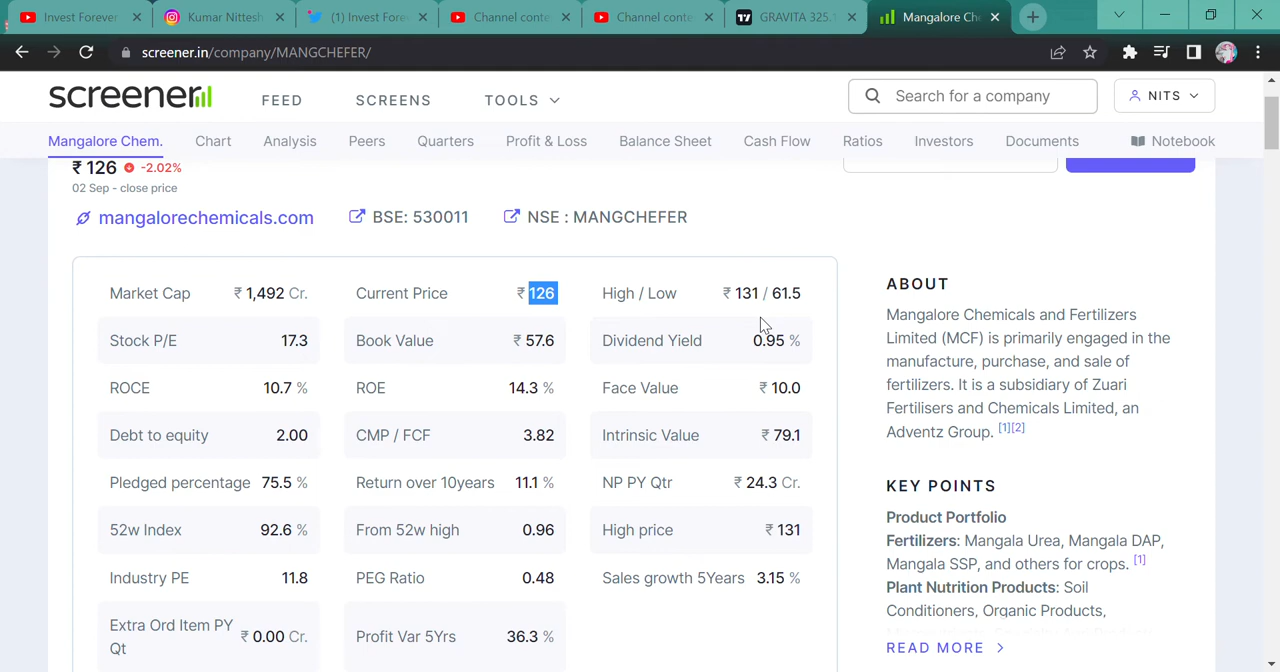 Invest Forever
Kumar Nittesh
(1) Invest Fore
Channel conte
Channel conte
GRAVITA 325.
Mangalore Ch
screener.in/company/MANGCHEFER/
screener
FEED
SCREENS
TOOLS
Search for a company
NITS
Mangalore Chem.
Chart
Analysis
Peers
Quarters
Profit & Loss
Balance Sheet
Cash Flow
Ratios
Investors
Documents
Notebook
₹ 126 -2.02%
02 Sep - close price
mangalorechemicals.com
BSE: 530011
NSE : MANGCHEFER
Market Cap ₹ 1,492 Cr.
Current Price ₹ 126
High / Low ₹ 131 / 61.5
Stock P/E 17.3
Book Value ₹ 57.6
Dividend Yield 0.95 %
ROCE 10.7 %
ROE 14.3 %
Face Value ₹ 10.0
Debt to equity 2.00
CMP / FCF 3.82
Intrinsic Value ₹ 79.1
Pledged percentage 75.5 %
Return over 10years 11.1 %
NP PY Qtr ₹ 24.3 Cr.
52w Index 92.6 %
From 52w high 0.96
High price ₹ 131
Industry PE 11.8
PEG Ratio 0.48
Sales growth 5Years 3.15 %
Extra Ord Item PY
Qt ₹ 0.00 Cr.
Profit Var 5Yrs 36.3 %
ABOUT
Mangalore Chemicals and Fertilizers
Limited (MCF) is primarily engaged in the
manufacture, purchase, and sale of
fertilizers. It is a subsidiary of Zuari
Fertilisers and Chemicals Limited, an
Adventz Group. [1][2]
KEY POINTS
Product Portfolio
Fertilizers: Mangala Urea, Mangala DAP,
Mangala SSP, and others for crops. [1]
Plant Nutrition Products: Soil
Conditioners, Organic Products,
READ MORE